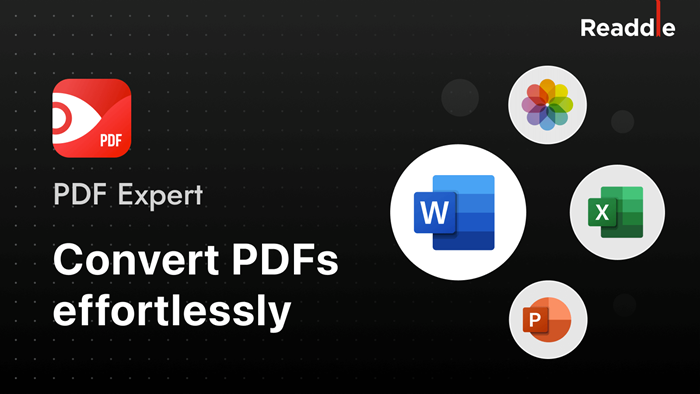 Readdle
PDF
PDF Expert
Convert PDFs
effortlessly
W
X
P